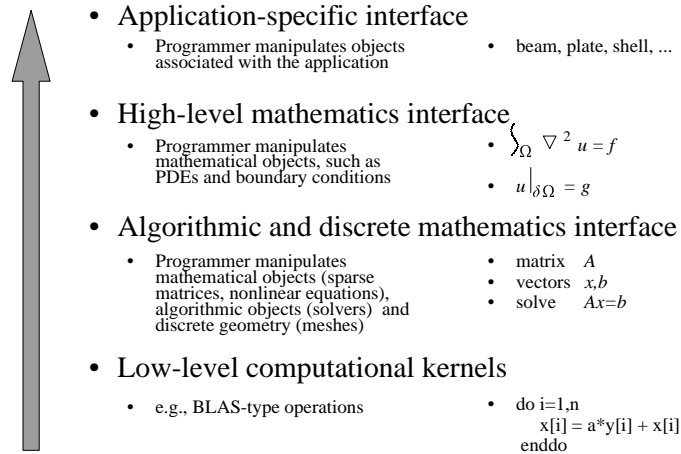 • Application-specific interface
• Programmer manipulates objects
associated with the application
• beam, plate, shell, ...
• High-level mathematics interface
• Programmer manipulates
mathematical objects, such as
PDEs and boundary conditions
• ∫Ω ∇² u = f
• u|δΩ = g
• Algorithmic and discrete mathematics interface
• Programmer manipulates
mathematical objects (sparse
matrices, nonlinear equations),
algorithmic objects (solvers) and
discrete geometry (meshes)
• matrix A
• vectors x,b
• solve Ax=b
• Low-level computational kernels
• e.g., BLAS-type operations
• do i=1,n
x[i] = a*y[i] + x[i]
enddo